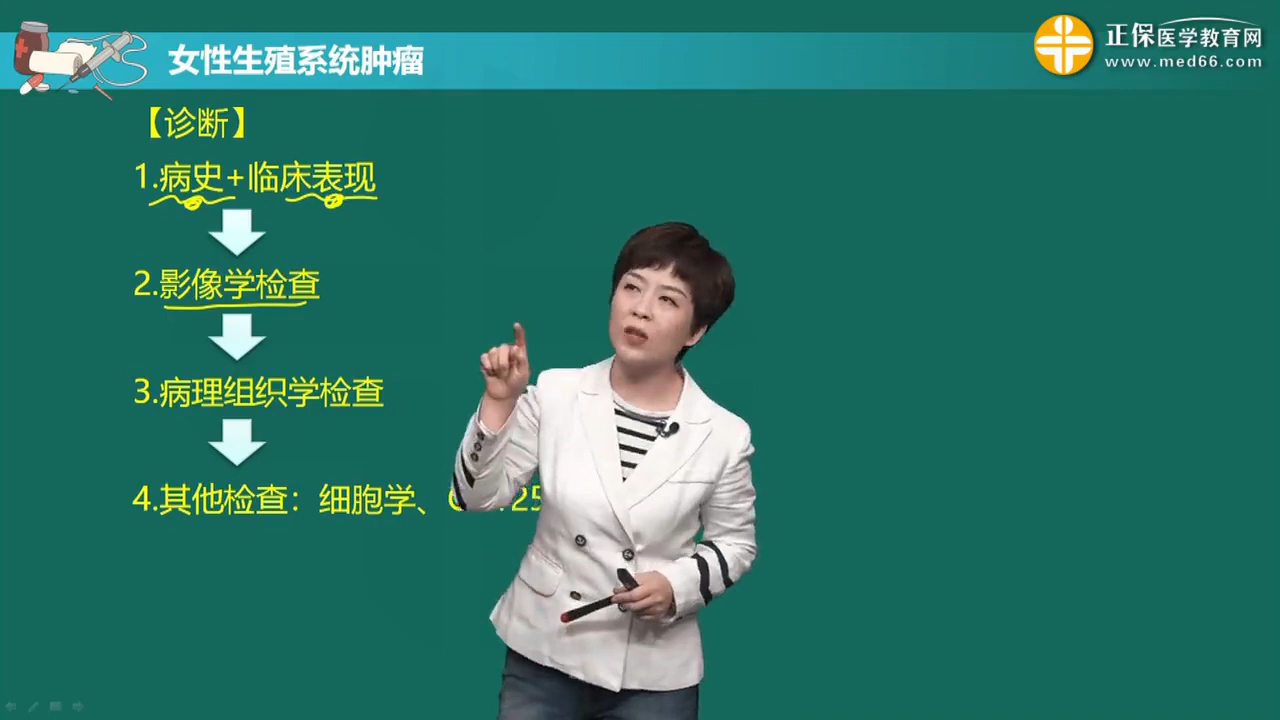 女性生殖系统肿瘤
正保医学教育网
www.med66.com
【诊断】
1.病史+临床表现
2.影像学检查
3.病理组织学检查
4.其他检查：细胞学、